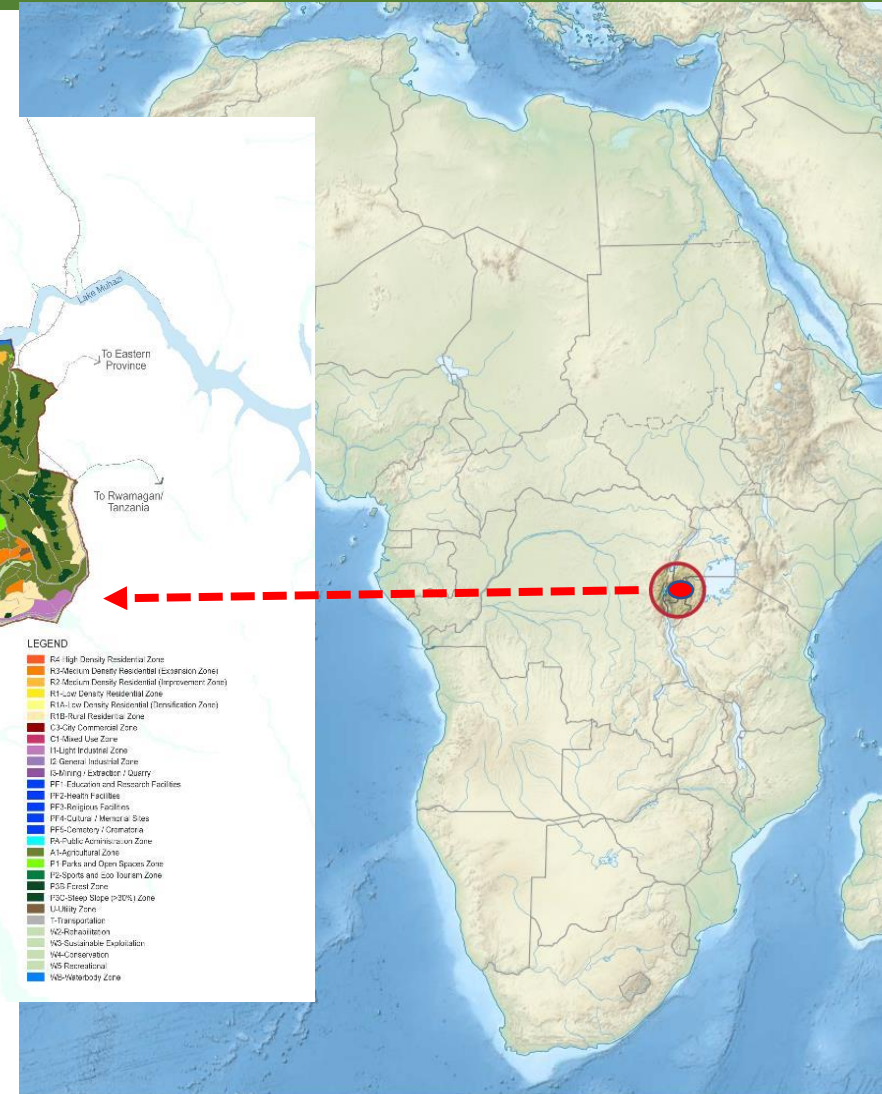 Lake Muhazi
To Eastern
Province
To Rwamagan/
Tanzania
LEGEND
R4-High Density Residential Zone
R3-Medium Density Residential (Expansion Zone)
R2-Medium Density Residential (Improvement Zone)
R1-Low Density Residential Zone
R1A-Low Density Residential (Densification Zone)
R1B-Rural Residential Zone
C3-City Commercial Zone
C1-Mixed Use Zone
I1-Light Industrial Zone
I2-General Industrial Zone
I3-Mining / Extraction / Quarry
PF1-Education and Research Facilities
PF2-Health Facilities
PF3-Religious Facilities
PF4-Cultural / Memorial Sites
PF5-Cemetery / Crematoria
PA-Public Administration Zone
A1-Agricultural Zone
P1-Parks and Open Spaces Zone
P2-Sports and Eco Tourism Zone
P3B-Forest Zone
P3C-Steep Slope (>30%) Zone
U-Utility Zone
T-Transportation
W2-Rehabilitation
W3-Sustainable Exploitation
W4-Conservation
W5-Recreational
WB-Waterbody Zone